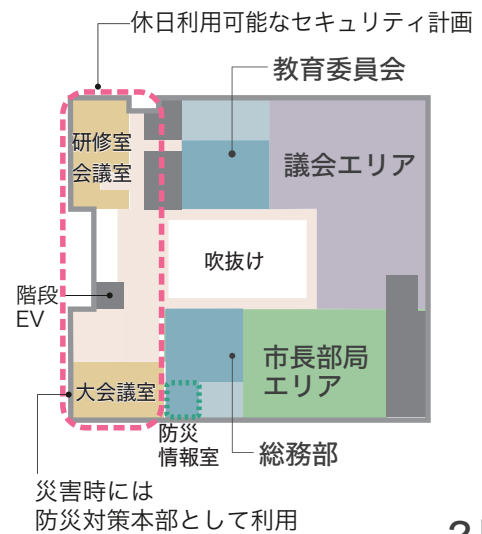 休日利用可能なセキュリティ計画
教育委員会
研修室
会議室
議会エリア
吹抜け
階段
EV
市長部局
エリア
大会議室
防災
情報室
総務部
災害時には
防災対策本部として利用